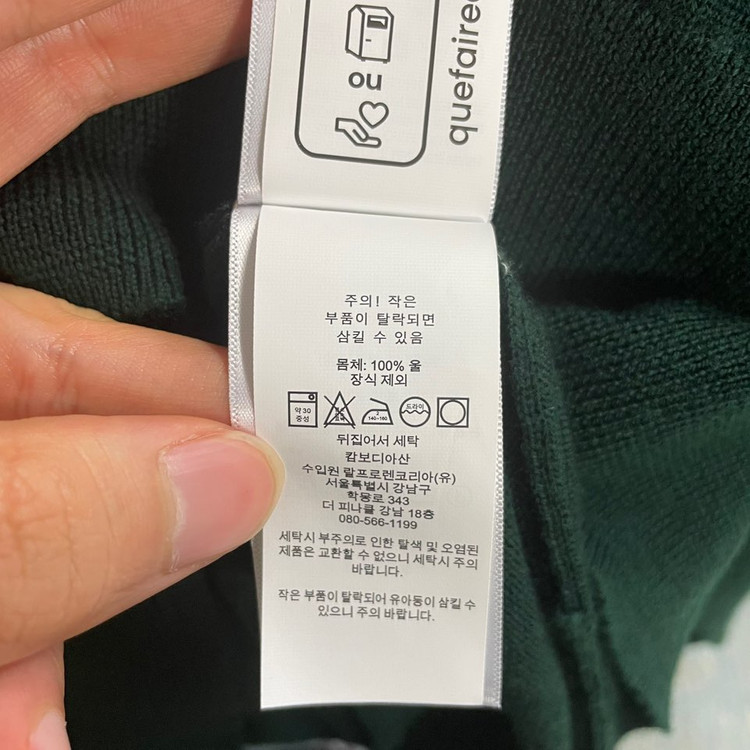 ou
quefairede
주의! 작은
부품이 탈락되면
삼킬 수 있음
몸체: 100% 울
장식 제외
약 30
중성
140~160
드라이
뒤집어서 세탁
캄보디아산
수입원 랄프로렌코리아(유)
서울특별시 강남구
학동로 343
더 피나클 강남 18층
080-566-1199
세탁시 부주의로 인한 탈색 및 오염된
제품은 교환할 수 없으니 세탁시 주의
바랍니다.
작은 부품이 탈락되어 유아동이 삼킬 수
있으니 주의 바랍니다.